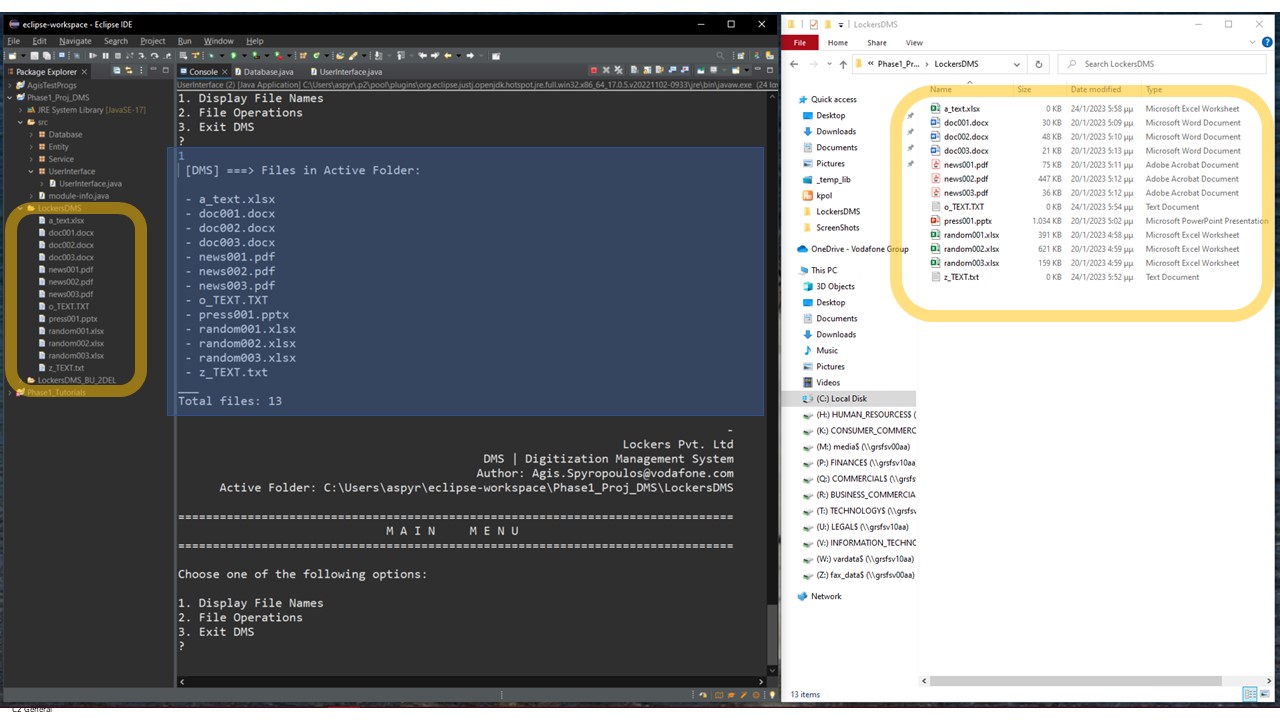 eclipse-workspace - Eclipse IDE
File Edit Navigate Search Project Run Window Help
Package Explorer
AgisTestProgs
Phase1_Proj_DMS
JRE System Library [JavaSE-17]
src
Database
Entity
Service
UserInterface
UserInterface.java
module-info.java
LockersDMS
a_text.xlsx
doc001.docx
doc002.docx
doc003.docx
news001.pdf
news002.pdf
news003.pdf
o_TEXT.TXT
press001.pptx
random001.xlsx
random002.xlsx
random003.xlsx
z_TEXT.txt
LockersDMS_BU_2DEL
Phase1_Tutorials
Console Database.java UserInterface.java
UserInterface (2) [Java Application] C:\Users\aspyr\.p2\pool\plugins\org.eclipse.justj.openjdk.hotspot.jre.full.win32.x86_64_17.0.5.v20221102-0933\jre\bin\javaw.exe (24 Ian
1. Display File Names
2. File Operations
3. Exit DMS
?
1
[DMS] ===> Files in Active Folder:
- a_text.xlsx
- doc001.docx
- doc002.docx
- doc003.docx
- news001.pdf
- news002.pdf
- news003.pdf
- o_TEXT.TXT
- press001.pptx
- random001.xlsx
- random002.xlsx
- random003.xlsx
- z_TEXT.txt
___
Total files: 13
-
Lockers Pvt. Ltd
DMS | Digitization Management System
Author: Agis.Spyropoulos@vodafone.com
Active Folder: C:\Users\aspyr\eclipse-workspace\Phase1_Proj_DMS\LockersDMS
================================================================================
M A I N M E N U
================================================================================
Choose one of the following options:
1. Display File Names
2. File Operations
3. Exit DMS
?
C2 General
LockersDMS
File Home Share View
« Phase1_Pr... > LockersDMS Search LockersDMS
Quick access
Desktop
Downloads
Documents
Pictures
_temp_lib
kpol
LockersDMS
ScreenShots
OneDrive - Vodafone Group
This PC
3D Objects
Desktop
Documents
Downloads
Music
Pictures
Videos
(C:) Local Disk
(H:) HUMAN_RESOURCES$ (
(K:) CONSUMER_COMMERC
(M:) media$ (\\grsfsv00aa)
(P:) FINANCE$ (\\grsfsv10aa
(Q:) COMMERCIAL$ (\\grsfs
(R:) BUSINESS_COMMERCIA
(T:) TECHNOLOGY$ (\\grsfsv
(U:) LEGAL$ (\\grsfsv10aa)
(V:) INFORMATION_TECHNC
(W:) vardata$ (\\grsfsv10aa)
(Z:) fax_data$ (\\grsfsv00aa)
Network
Name Size Date modified Type
a_text.xlsx 0 KB 24/1/2023 5:58 μμ Microsoft Excel Worksheet
doc001.docx 30 KB 20/1/2023 5:09 μμ Microsoft Word Document
doc002.docx 48 KB 20/1/2023 5:10 μμ Microsoft Word Document
doc003.docx 21 KB 20/1/2023 5:13 μμ Microsoft Word Document
news001.pdf 75 KB 20/1/2023 5:11 μμ Adobe Acrobat Document
news002.pdf 447 KB 20/1/2023 5:12 μμ Adobe Acrobat Document
news003.pdf 36 KB 20/1/2023 5:12 μμ Adobe Acrobat Document
o_TEXT.TXT 0 KB 24/1/2023 5:52 μμ Text Document
press001.pptx 1.034 KB 20/1/2023 5:02 μμ Microsoft PowerPoint Presentation
random001.xlsx 391 KB 20/1/2023 4:58 μμ Microsoft Excel Worksheet
random002.xlsx 621 KB 20/1/2023 4:59 μμ Microsoft Excel Worksheet
random003.xlsx 159 KB 20/1/2023 4:59 μμ Microsoft Excel Worksheet
z_TEXT.txt 0 KB 24/1/2023 5:52 μμ Text Document
13 items